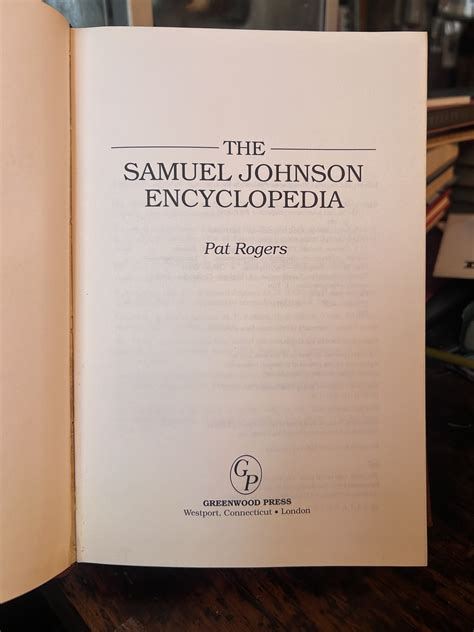 THE
SAMUEL JOHNSON
ENCYCLOPEDIA
Pat Rogers
GP
GREENWOOD PRESS
Westport, Connecticut • London